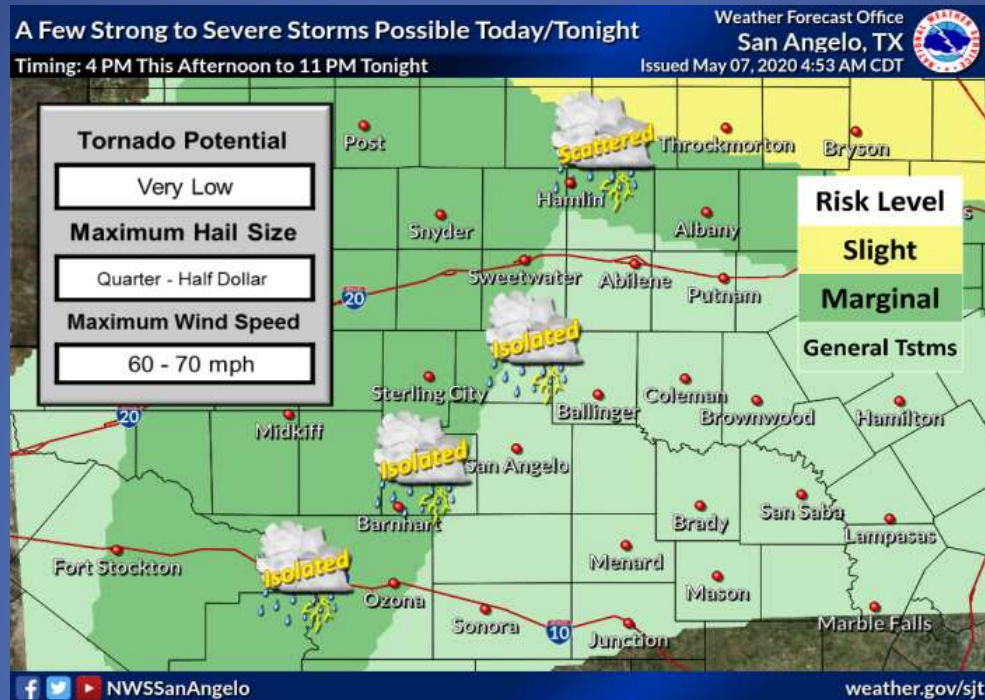 A Few Strong to Severe Storms Possible Today/Tonight
Timing: 4 PM This Afternoon to 11 PM Tonight
Weather Forecast Office
San Angelo, TX
Issued May 07, 2020 4:53 AM CDT
Tornado Potential
Very Low
Maximum Hail Size
Quarter - Half Dollar
Maximum Wind Speed
60 - 70 mph
Risk Level
Slight
Marginal
General Tstms
Post
Scattered
Throckmorton
Bryson
Hamlin
Snyder
Albany
Sweetwater
Abilene
Putnam
20
Isolated
Sterling City
Ballinger
Coleman
Brownwood
Hamilton
20
Midkiff
Isolated
San Angelo
Barnhart
Brady
San Saba
Lampasas
Fort Stockton
Isolated
Menard
Ozona
Mason
Sonora
10
Junction
Marble Falls
NWSSanAngelo
weather.gov/sjt